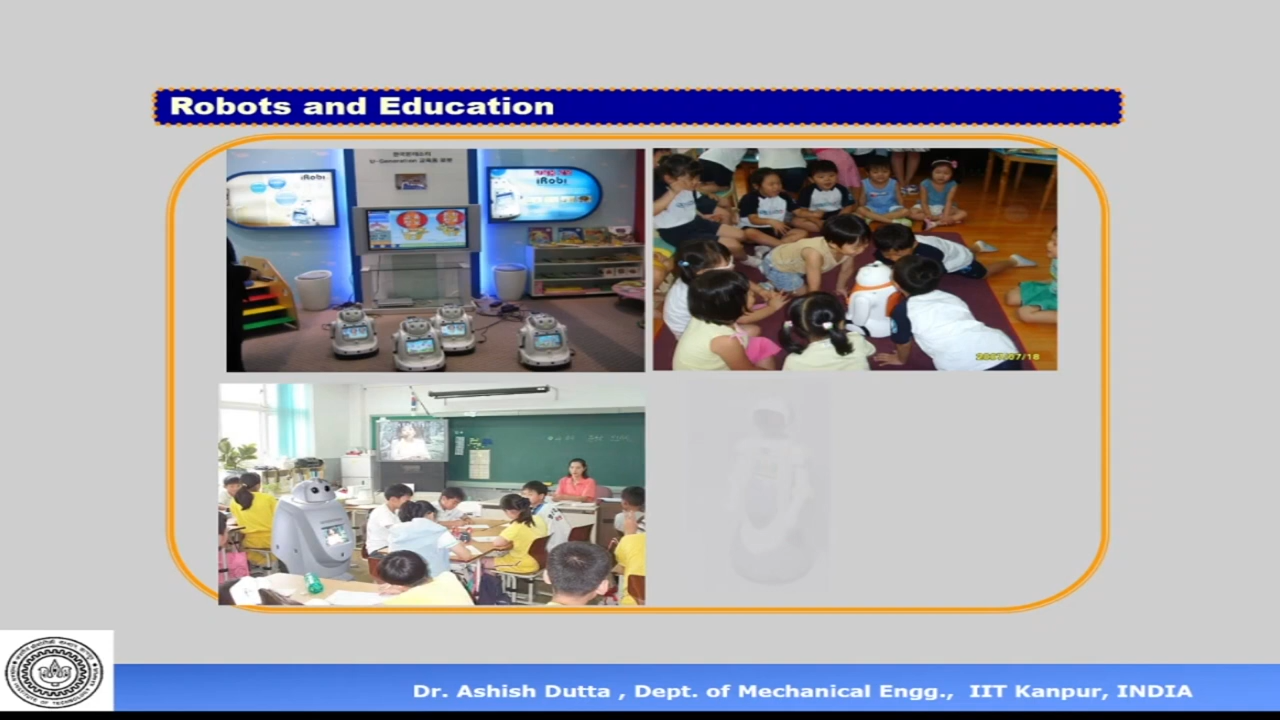 Robots and Education
iRobi
iRobi
2007/07/18
Dr. Ashish Dutta , Dept. of Mechanical Engg., IIT Kanpur, INDIA